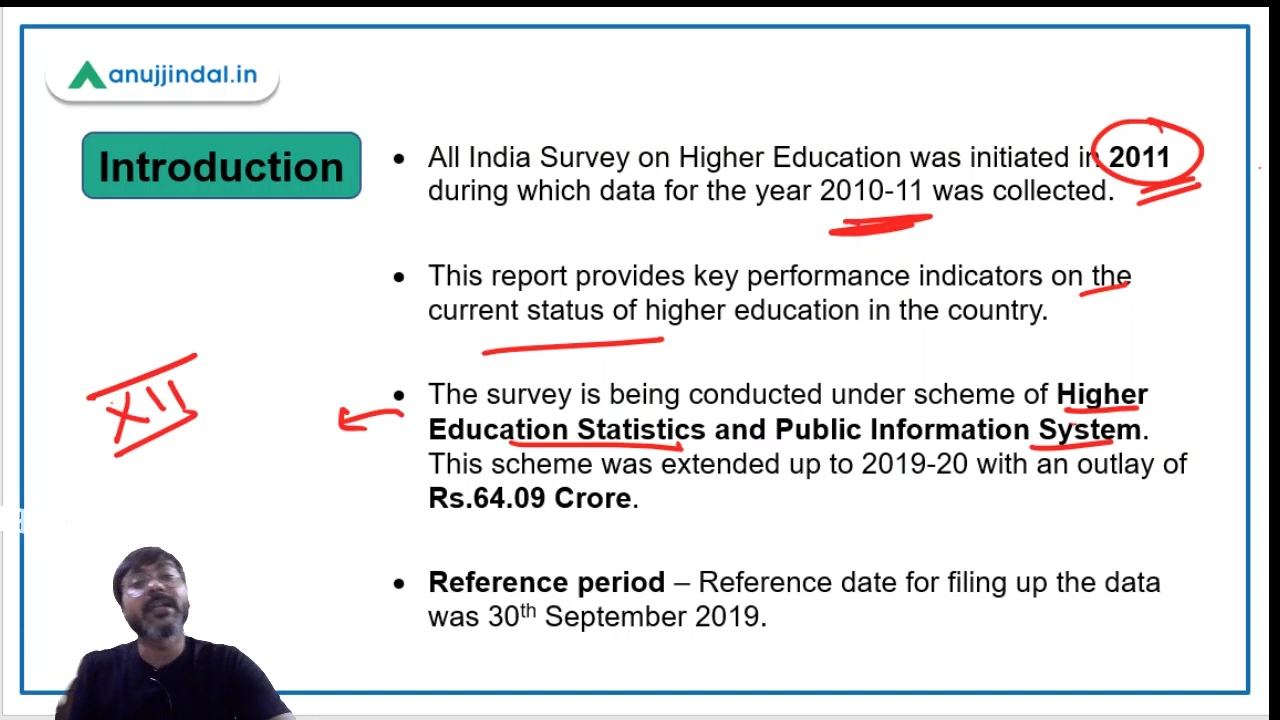 anujjindal.in
Introduction
• All India Survey on Higher Education was initiated in 2011
during which data for the year 2010-11 was collected.
• This report provides key performance indicators on the
current status of higher education in the country.
• The survey is being conducted under scheme of Higher
Education Statistics and Public Information System.
This scheme was extended up to 2019-20 with an outlay of
Rs.64.09 Crore.
XII
• Reference period – Reference date for filing up the data
was 30th September 2019.